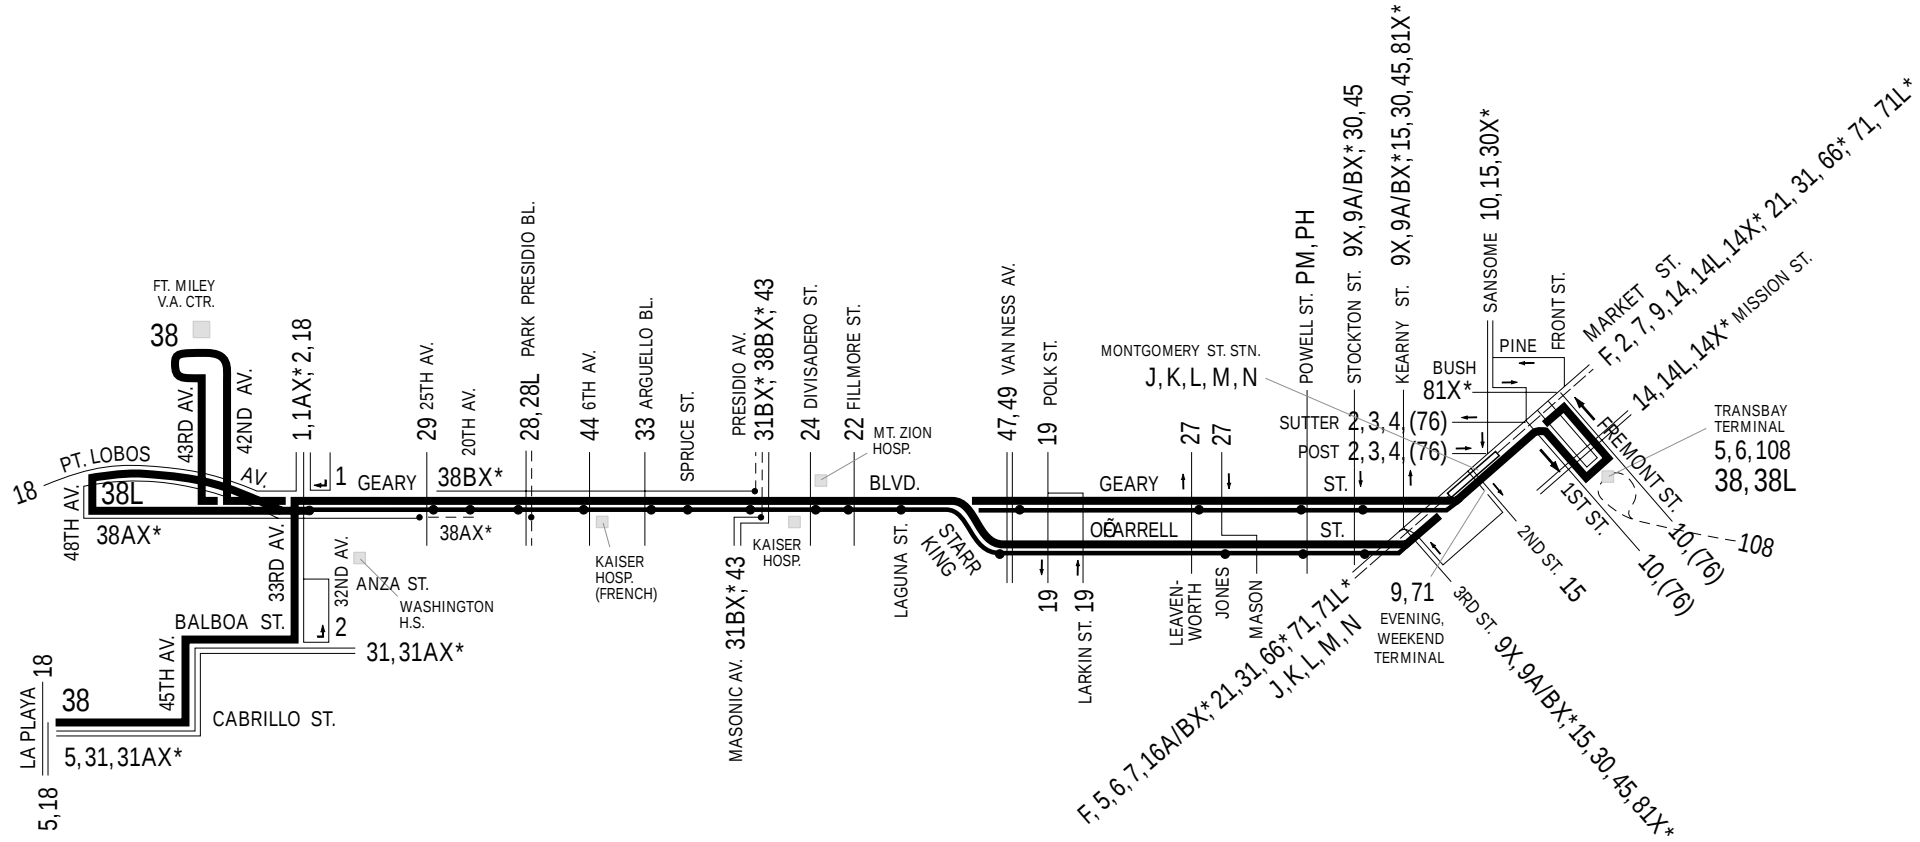 FT. MILEY
V.A. CTR.
38
43RD AV.
42ND AV.
PT. LOBOS
AV.
18
48TH AV.
38L
38AX*
1, 1AX*, 2, 18
1
GEARY
38BX*
29 25TH AV.
20TH AV.
38AX*
28, 28L PARK PRESIDIO BL.
44 6TH AV.
33 ARGUELLO BL.
SPRUCE ST.
PRESIDIO AV.
31BX*, 38BX*, 43
24 DIVISADERO ST.
22 FILLMORE ST.
MT. ZION
HOSP.
BLVD.
KAISER
HOSP.
(FRENCH)
KAISER
HOSP.
MASONIC AV. 31BX*, 43
LAGUNA ST.
STARR
KING
33RD AV.
32ND AV.
ANZA ST.
WASHINGTON
H.S.
BALBOA ST.
2
31, 31AX*
45TH AV.
LA PLAYA
18
38
CABRILLO ST.
5, 31, 31AX*
5, 18
47, 49 VAN NESS AV.
19 POLK ST.
MONTGOMERY ST. STN.
J, K, L, M, N
27
27
GEARY
ST.
OÕFARRELL
ST.
19
LARKIN ST. 19
LEAVEN-
WORTH
JONES
MASON
POWELL ST. PM, PH
STOCKTON ST. 9X, 9A/BX*, 30, 45
KEARNY ST. 9X, 9A/BX*, 15, 30, 45, 81X*
SANSOME 10, 15, 30X*
BUSH
81X*
PINE
FRONT ST.
SUTTER 2, 3, 4, (76)
POST 2, 3, 4, (76)
MARKET ST.
F, 2, 7, 9, 14, 14L, 14X*, 21, 31, 66*, 71, 71L*
14, 14L, 14X* MISSION ST.
TRANSBAY
TERMINAL
5, 6, 108
38, 38L
FREMONT ST.
10, (76)
108
1ST ST.
10, (76)
2ND ST. 15
3RD ST. 9X, 9A/BX*, 15, 30, 45, 81X*
9, 71
EVENING,
WEEKEND
TERMINAL
F, 5, 6, 7, 16A/BX*, 21, 31, 66*, 71, 71L*
J, K, L, M, N